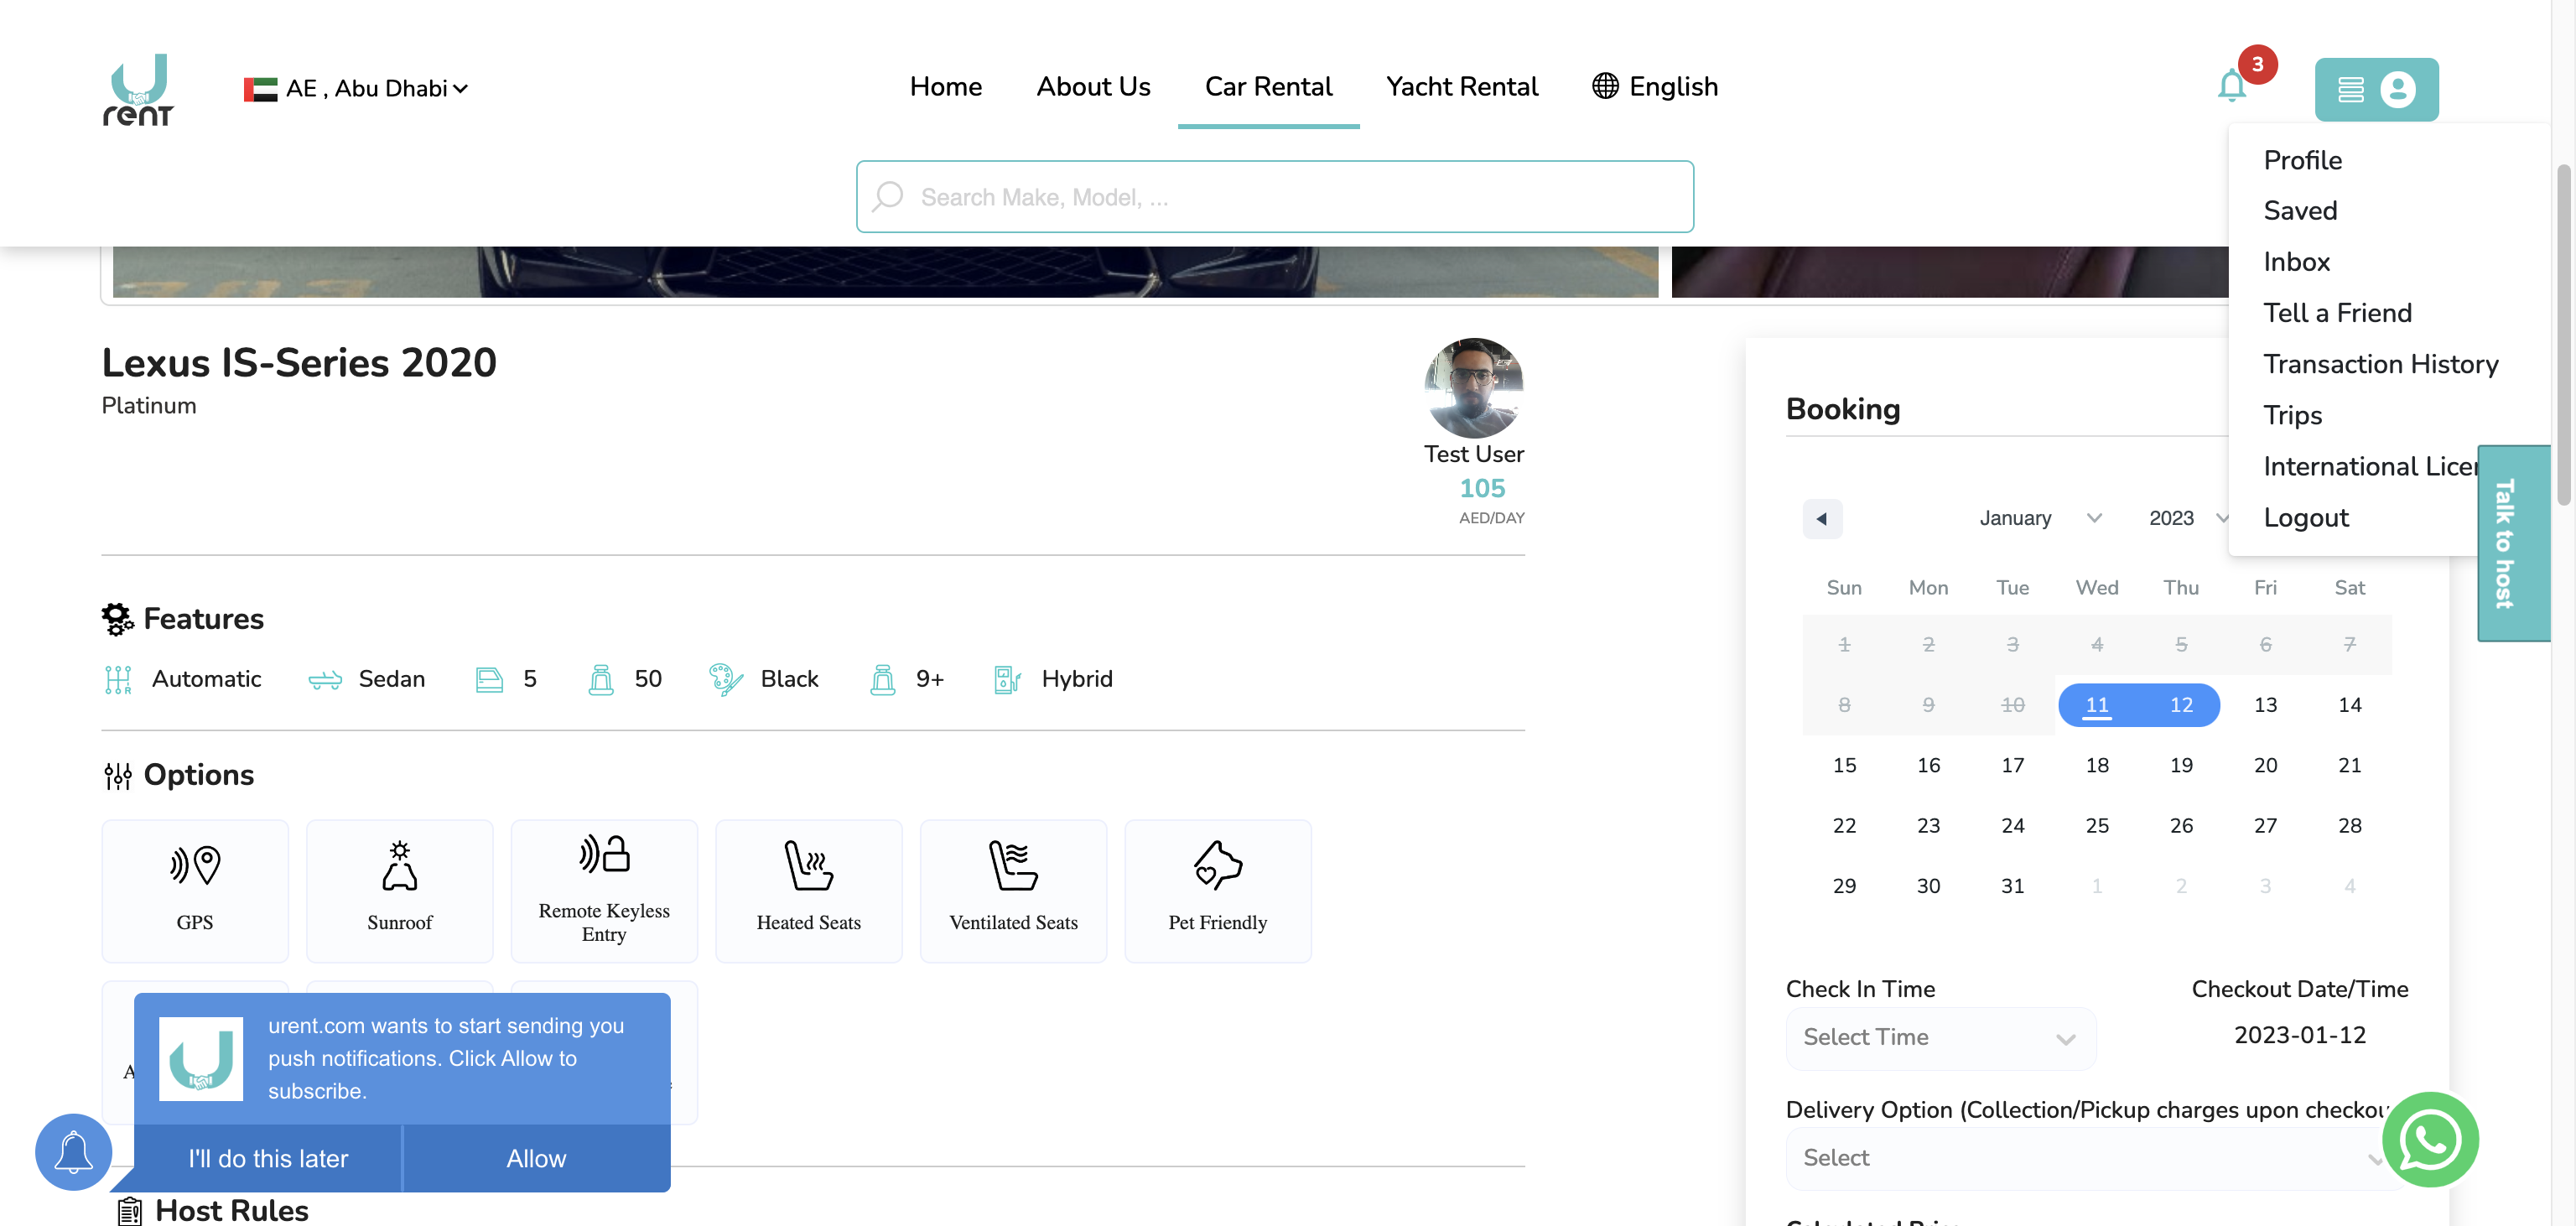 rent
AE , Abu Dhabi
Home
About Us
Car Rental
Yacht Rental
English
3
Search Make, Model, ...
Profile
Saved
Inbox
Tell a Friend
Transaction History
Trips
International
Logout
Talk to host
Lexus IS-Series 2020
Platinum
Test User
105
AED/DAY
Features
Automatic
Sedan
5
50
Black
9+
Hybrid
Options
GPS
Sunroof
Remote Keyless
Entry
Heated Seats
Ventilated Seats
Pet Friendly
A
urent.com wants to start sending you
push notifications. Click Allow to
subscribe.
I'll do this later
Allow
Host Rules
Booking
January
2023
Sun Mon Tue Wed Thu Fri Sat
1 2 3 4 5 6 7
8 9 10 11 12 13 14
15 16 17 18 19 20 21
22 23 24 25 26 27 28
29 30 31 1 2 3 4
Check In Time
Select Time
Checkout Date/Time
2023-01-12
Delivery Option (Collection/Pickup charges upon
Select